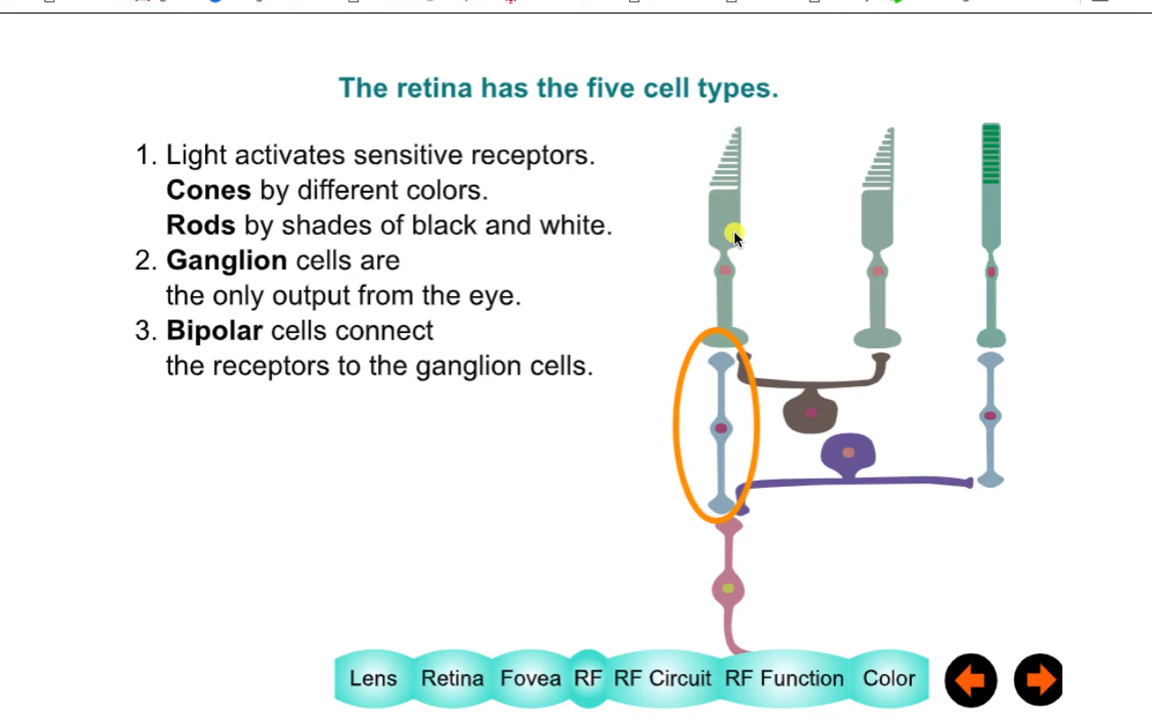 The retina has the five cell types.
1. Light activates sensitive receptors.
Cones by different colors.
Rods by shades of black and white.
2. Ganglion cells are
the only output from the eye.
3. Bipolar cells connect
the receptors to the ganglion cells.
Lens Retina Fovea RF RF Circuit RF Function Color